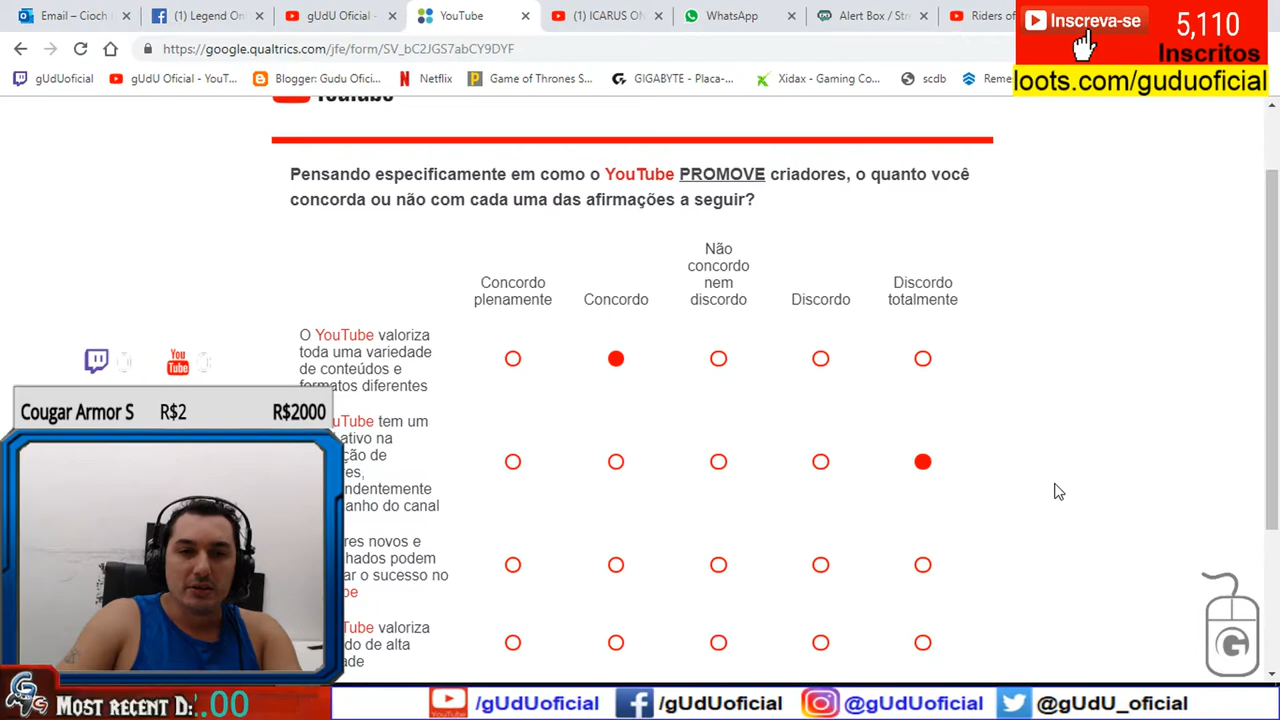 Email – Cioch
(1) Legend On
gUdU Oficial -
YouTube
(1) ICARUS ON
WhatsApp
Alert Box / Str
Riders of
Inscreva-se
5,110
Inscritos
https://google.qualtrics.com/jfe/form/SV_bC2JGS7abCY9DYF
gUdUoficial
gUdU Oficial - YouT...
Blogger: Gudu Ofici...
Netflix
Game of Thrones S...
GIGABYTE - Placa-...
Xidax - Gaming Co...
scdb
Reme
loots.com/guduoficial
YouTube
Pensando especificamente em como o YouTube PROMOVE criadores, o quanto você
concorda ou não com cada uma das afirmações a seguir?
Concordo
plenamente
Concordo
Não
concordo
nem
discordo
Discordo
Discordo
totalmente
O YouTube valoriza
toda uma variedade
de conteúdos e
formatos diferentes
Cougar Armor S R$2 R$2000
uTube tem um
ativo na
ção de
es,
ndentemente
anho do canal
res novos e
hados podem
ar o sucesso no
be
Tube valoriza
do de alta
ade
You
Tube
MOST RECENT D: .00
/gUdUoficial
/gUdUoficial
@gUdUoficial
@gUdU_oficial